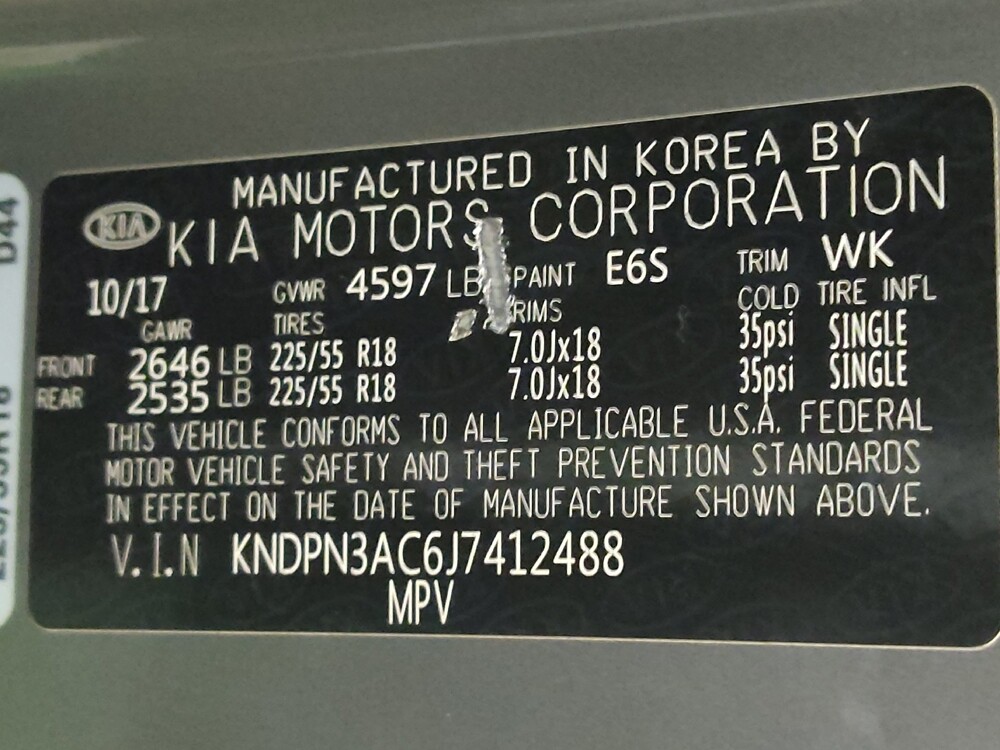 MANUFACTURED IN KOREA BY
KIA KIA MOTORS CORPORATION
10/17 GVWR 4597 LB PAINT E6S TRIM WK
GAWR TIRES RIMS COLD TIRE INFL
FRONT 2646 LB 225/55 R18 7.0Jx18 35psi SINGLE
REAR 2535 LB 225/55 R18 7.0Jx18 35psi SINGLE
THIS VEHICLE CONFORMS TO ALL APPLICABLE U.S.A. FEDERAL
MOTOR VEHICLE SAFETY AND THEFT PREVENTION STANDARDS
IN EFFECT ON THE DATE OF MANUFACTURE SHOWN ABOVE.
V.I.N KNDPN3AC6J7412488
MPV
D44